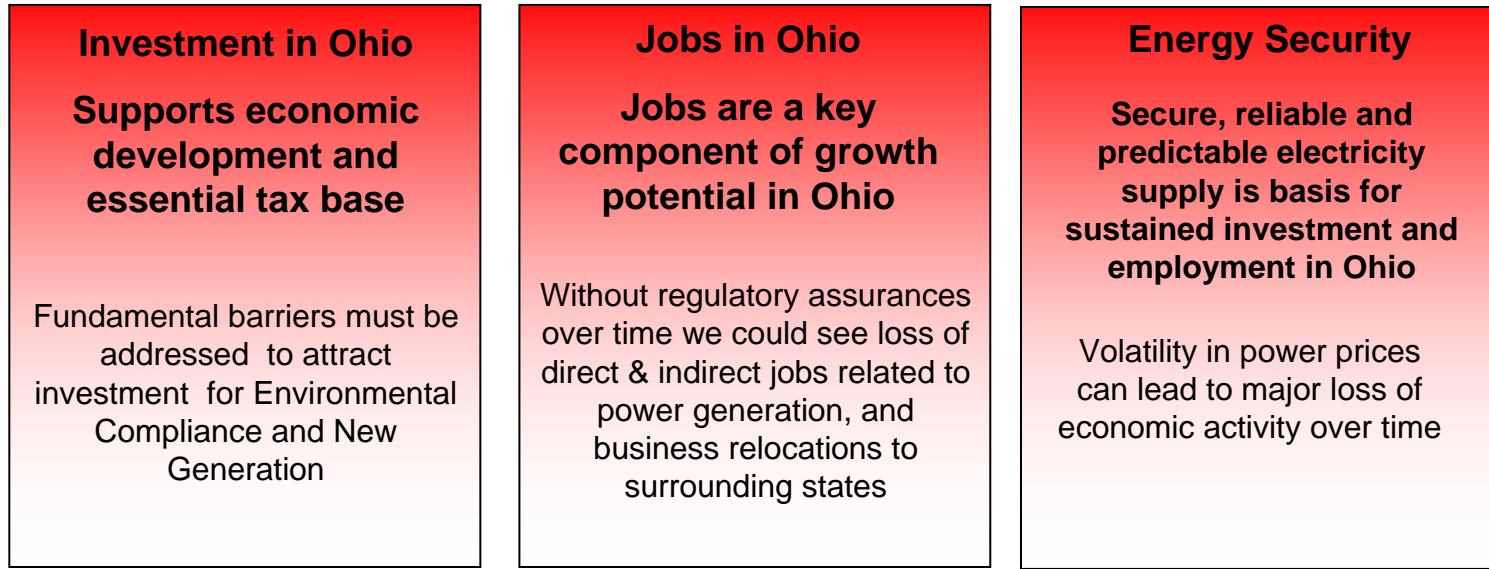 Investment in Ohio
Supports economic
development and
essential tax base
Fundamental barriers must be
addressed to attract
investment for Environmental
Compliance and New
Generation
Jobs in Ohio
Jobs are a key
component of growth
potential in Ohio
Without regulatory assurances
over time we could see loss of
direct & indirect jobs related to
power generation, and
business relocations to
surrounding states
Energy Security
Secure, reliable and
predictable electricity
supply is basis for
sustained investment and
employment in Ohio
Volatility in power prices
can lead to major loss of
economic activity over time